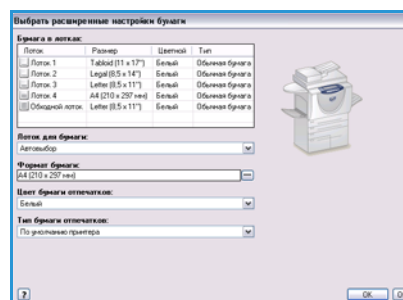 Выбрать расширенные настройки бумаги
Бумага в лотках:
Лоток Размер Цветной Тип
Лоток 1 Tabloid (11 x 17") Белый Обычная бумага
Лоток 2 Legal (8,5 x 14") Белый Обычная бумага
Лоток 3 Letter (8,5 x 11") Белый Обычная бумага
Лоток 4 A4 (210 x 297 мм) Белый Обычная бумага
Обходной лоток Letter (8,5 x 11") Белый Обычная бумага
Лоток для бумаги:
Автовыбор
Формат бумаги:
A4 (210 x 297 мм)
Цвет бумаги отпечатков:
Белый
Тип бумаги отпечатков:
По умолчанию принтера
?
OK